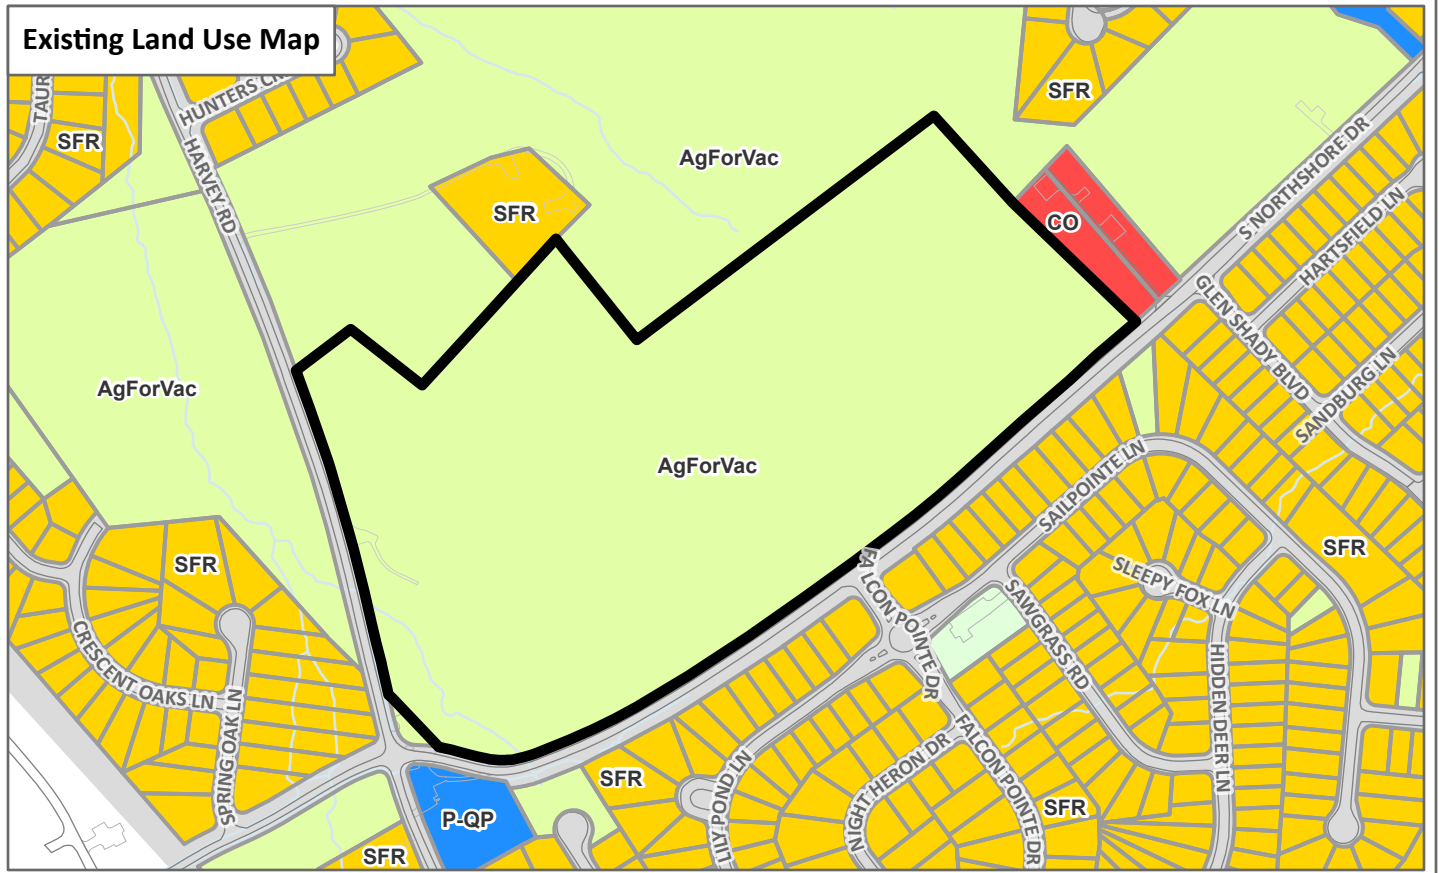 Existing Land Use Map
TAUR
HUNTERS CR
SFR
SFR
HARVEY RD
AgForVac
SFR
CO
S NORTHSHORE DR
HARTSFIELD LN
GLEN SHADY BLVD
SANDBURG LN
AgForVac
AgForVac
SAILPOINTE LN
SFR
SFR
FALCON POINTE DR
SLEEPY FOX LN
SAWGRASS RD
CRESCENT OAKS LN
HIDDEN DEER LN
SPRING OAK LN
FALCON POINTE DR
NIGHT HERON DR
LILY POND LN
SFR
SFR
P-QP
SFR